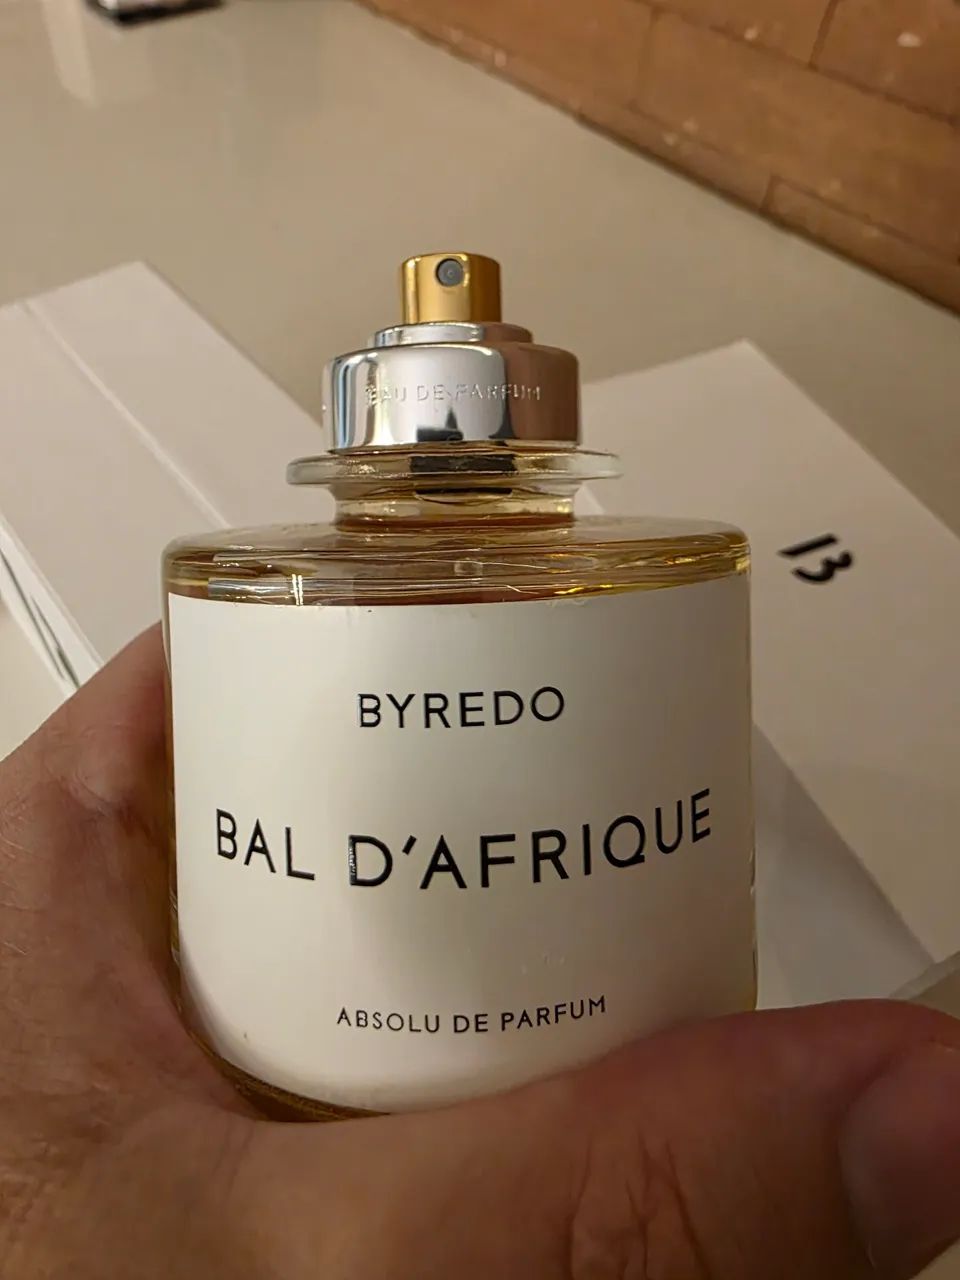 EAU DE PARFUM
13
BYREDO
BAL D'AFRIQUE
ABSOLU DE PARFUM